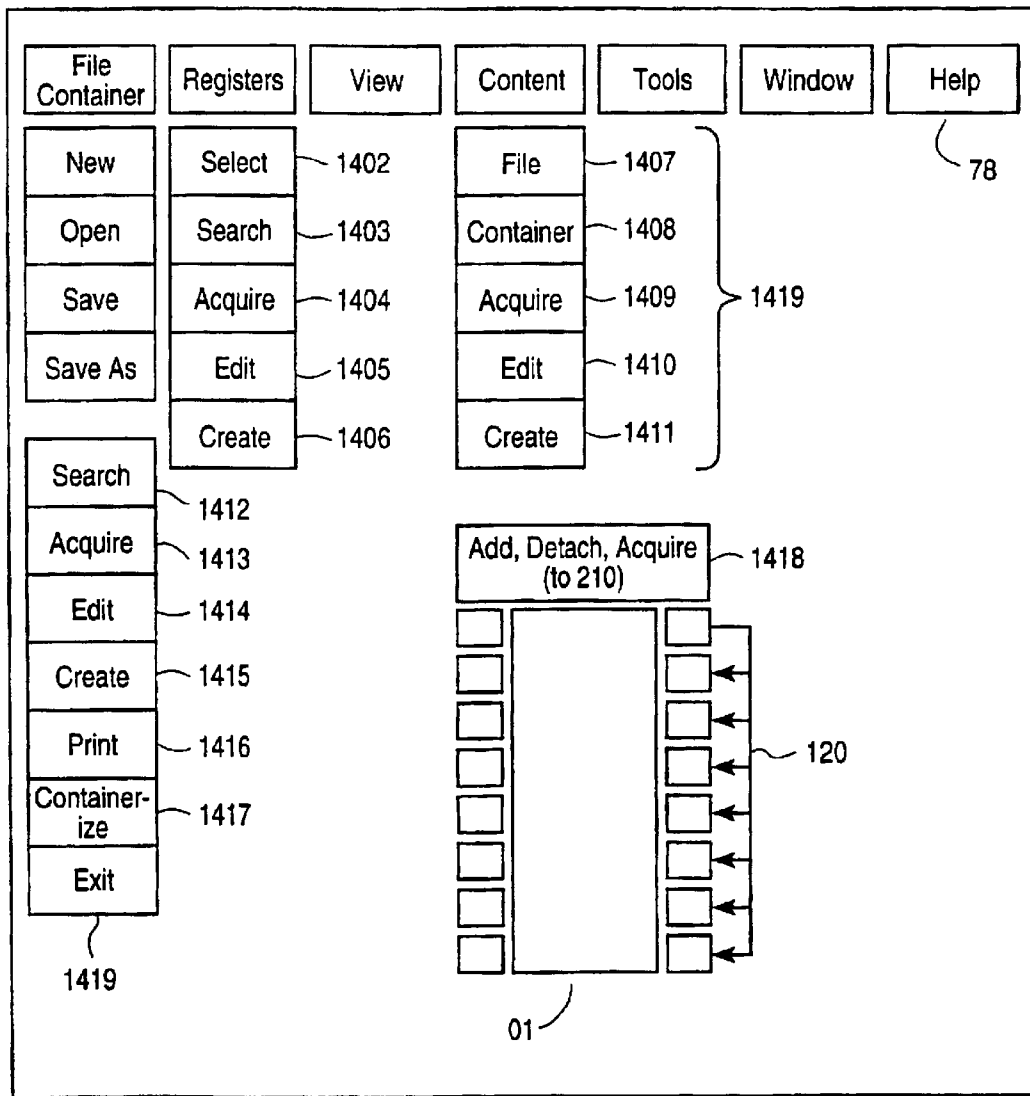 File
Container
Registers
View
Content
Tools
Window
Help
78
New
Open
Save
Save As
Select
1402
Search
1403
Acquire
1404
Edit
1405
Create
1406
File
1407
Container
1408
Acquire
1409
Edit
1410
Create
1411
1419
Search
1412
Acquire
1413
Edit
1414
Create
1415
Print
1416
Container-
ize
1417
Exit
1419
Add, Detach, Acquire
(to 210)
1418
120
01